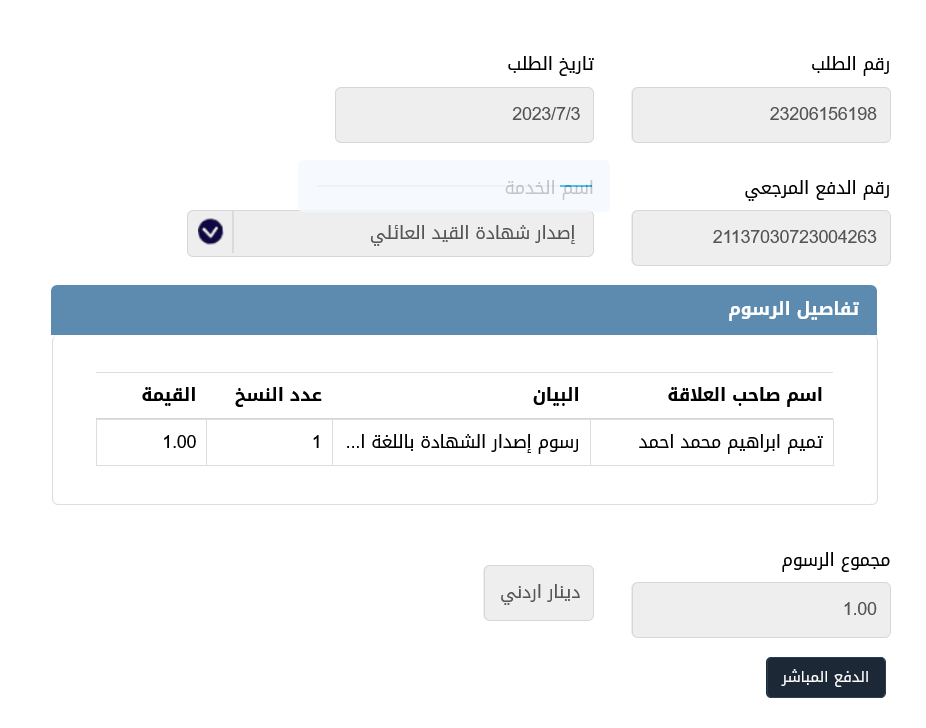 رقم الطلب
تاريخ الطلب
23206156198
2023/7/3
رقم الدفع المرجعي
اسم الخدمة
21137030723004263
إصدار شهادة القيد العائلي
تفاصيل الرسوم
اسم صاحب العلاقة البيان عدد النسخ القيمة
تميم ابراهيم محمد احمد رسوم إصدار الشهادة باللغة ا... 1 1.00
مجموع الرسوم
1.00
دينار اردني
الدفع المباشر